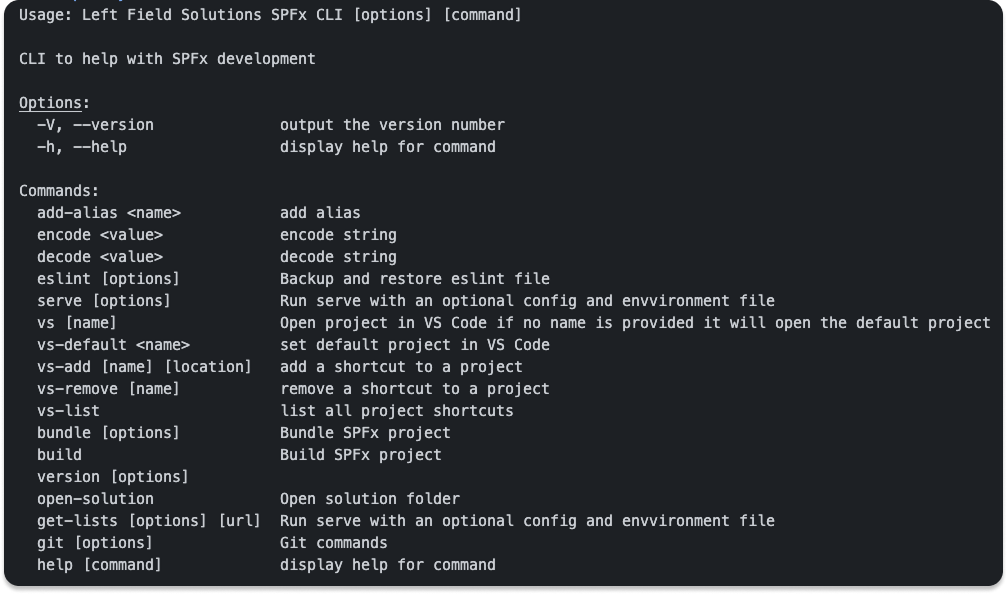 Usage: Left Field Solutions SPFx CLI [options] [command]
CLI to help with SPFx development
Options:
-V, --version output the version number
-h, --help display help for command
Commands:
add-alias <name> add alias
encode <value> encode string
decode <value> decode string
eslint [options] Backup and restore eslint file
serve [options] Run serve with an optional config and envvironment file
vs [name] Open project in VS Code if no name is provided it will open the default project
vs-default <name> set default project in VS Code
vs-add [name] [location] add a shortcut to a project
vs-remove [name] remove a shortcut to a project
vs-list list all project shortcuts
bundle [options] Bundle SPFx project
build Build SPFx project
version [options]
open-solution Open solution folder
get-lists [options] [url] Run serve with an optional config and envvironment file
git [options] Git commands
help [command] display help for command